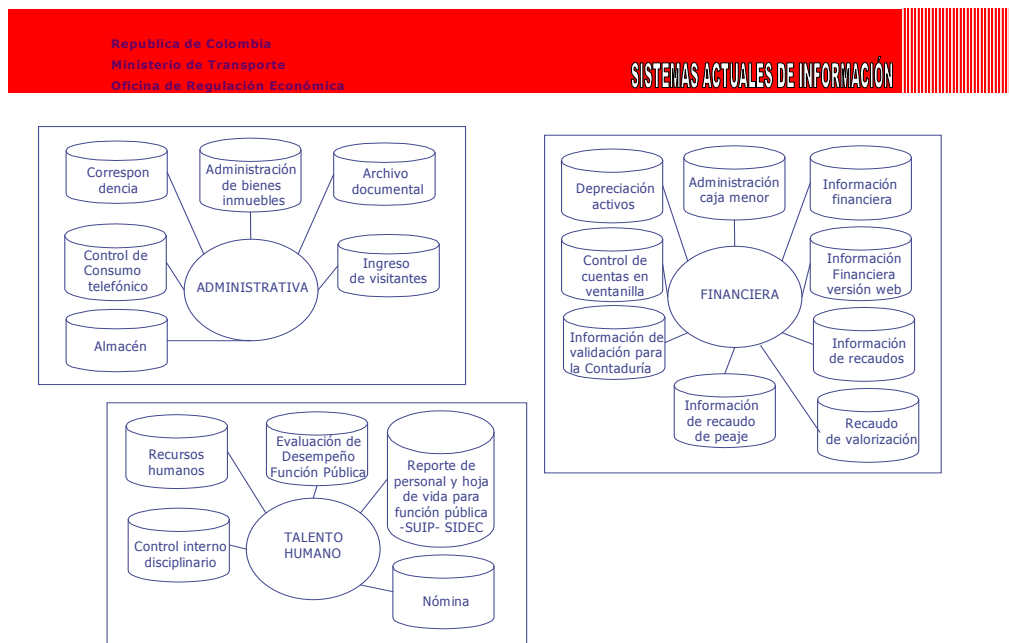 Republica de Colombia
Ministerio de Transporte
Oficina de Regulación Económica
SISTEMAS ACTUALES DE INFORMACIÓN
Correspon
dencia
Administración
de bienes
inmuebles
Archivo
documental
Control de
Consumo
telefónico
ADMINISTRATIVA
Ingreso
de visitantes
Almacén
Depreciación
activos
Administración
caja menor
Información
financiera
Control de
cuentas en
ventanilla
FINANCIERA
Información
Financiera
versión web
Información de
validación para
la Contaduría
Información
de recaudos
Información
de recaudo
de peaje
Recaudo
de valorización
Recursos
humanos
Evaluación de
Desempeño
Función Pública
Reporte de
personal y hoja
de vida para
función pública
-SUIP- SIDEC
Control interno
disciplinario
TALENTO
HUMANO
Nómina